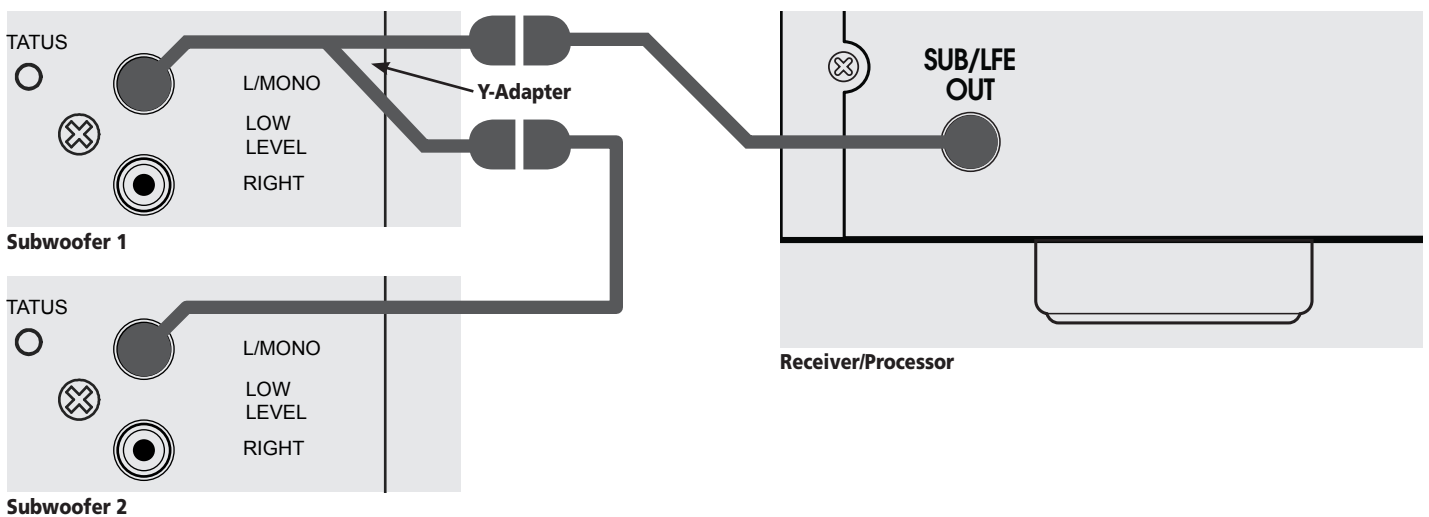 TATUS
L/MONO
LOW
LEVEL
RIGHT
Subwoofer 1
Y-Adapter
SUB/LFE
OUT
Receiver/Processor
TATUS
L/MONO
LOW
LEVEL
RIGHT
Subwoofer 2